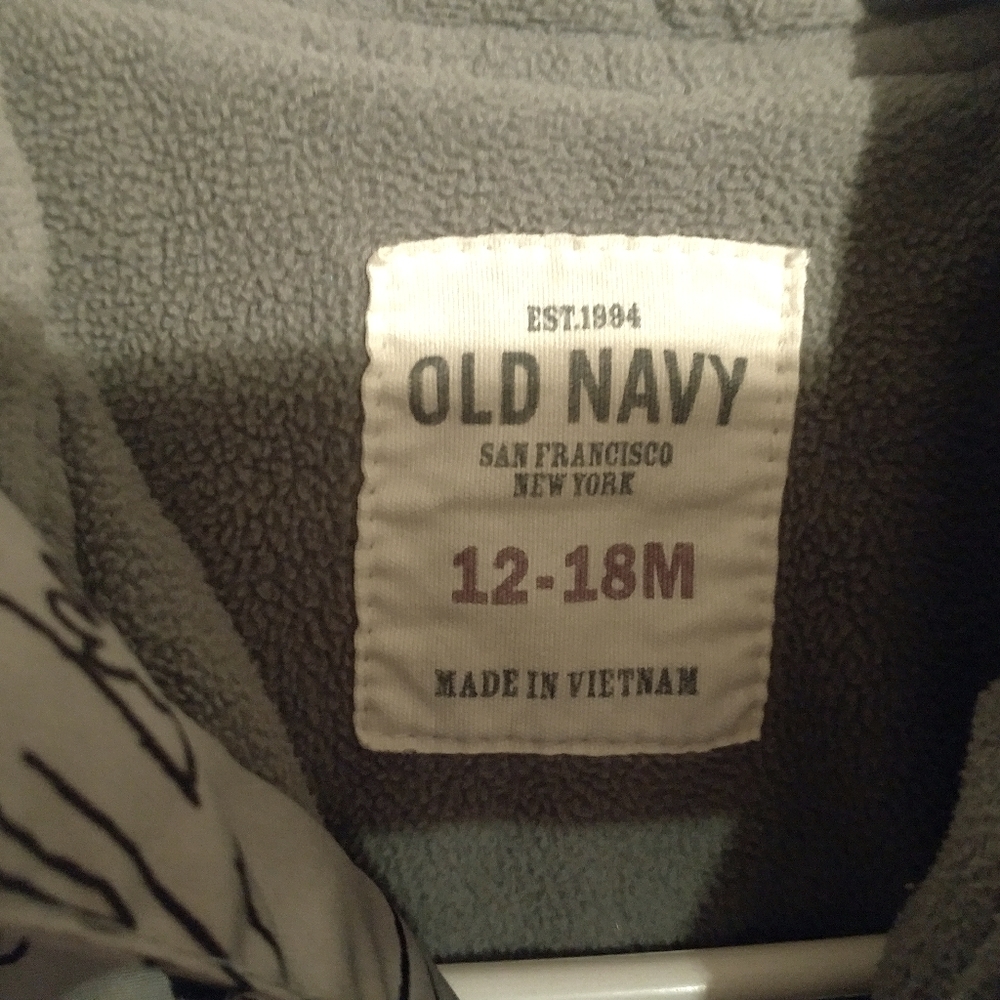 EST.1994
OLD NAVY
SAN FRANCISCO
NEW YORK
12-18M
MADE IN VIETNAM